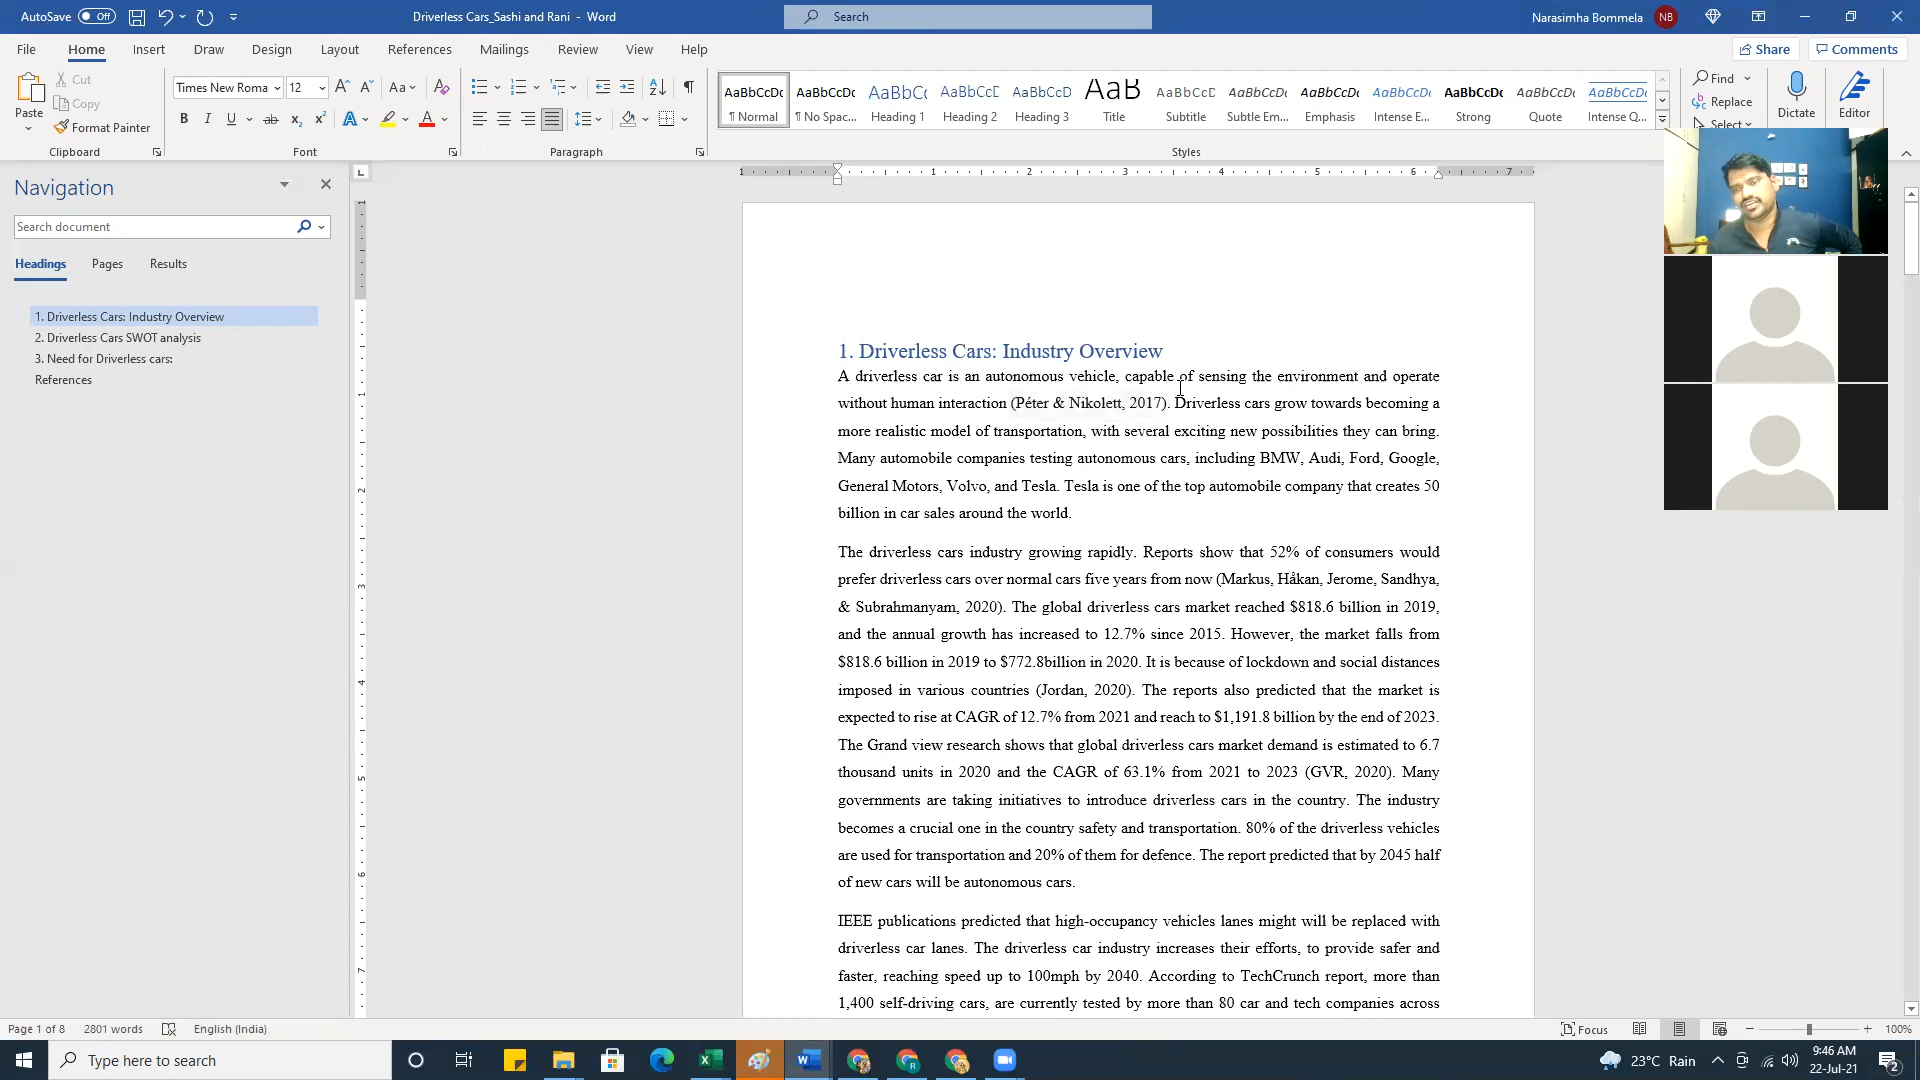 AutoSave Off Driverless Cars_Sashi and Rani - Word Search Narasimha Bommela NB
File Home Insert Draw Design Layout References Mailings Review View Help Share Comments
Paste Cut Copy Format Painter
Times New Roma 12
AaBbCcDc AaBbCcDc AaBbCc AaBbCcD AaBbCcD AaB AaBbCcD AaBbCcDc AaBbCcDc AaBbCcDc AaBbCcDc AaBbCcDc AaBbCcDc
¶ Normal ¶ No Spac... Heading 1 Heading 2 Heading 3 Title Subtitle Subtle Em... Emphasis Intense E... Strong Quote Intense Q...
Find Replace Select Dictate Editor
Clipboard Font Paragraph Styles
Navigation
Search document
Headings Pages Results
1. Driverless Cars: Industry Overview
2. Driverless Cars SWOT analysis
3. Need for Driverless cars:
References
1. Driverless Cars: Industry Overview
A driverless car is an autonomous vehicle, capable of sensing the environment and operate
without human interaction (Péter & Nikolett, 2017). Driverless cars grow towards becoming a
more realistic model of transportation, with several exciting new possibilities they can bring.
Many automobile companies testing autonomous cars, including BMW, Audi, Ford, Google,
General Motors, Volvo, and Tesla. Tesla is one of the top automobile company that creates 50
billion in car sales around the world.
The driverless cars industry growing rapidly. Reports show that 52% of consumers would
prefer driverless cars over normal cars five years from now (Markus, Håkan, Jerome, Sandhya,
& Subrahmanyam, 2020). The global driverless cars market reached $818.6 billion in 2019,
and the annual growth has increased to 12.7% since 2015. However, the market falls from
$818.6 billion in 2019 to $772.8billion in 2020. It is because of lockdown and social distances
imposed in various countries (Jordan, 2020). The reports also predicted that the market is
expected to rise at CAGR of 12.7% from 2021 and reach to $1,191.8 billion by the end of 2023.
The Grand view research shows that global driverless cars market demand is estimated to 6.7
thousand units in 2020 and the CAGR of 63.1% from 2021 to 2023 (GVR, 2020). Many
governments are taking initiatives to introduce driverless cars in the country. The industry
becomes a crucial one in the country safety and transportation. 80% of the driverless vehicles
are used for transportation and 20% of them for defence. The report predicted that by 2045 half
of new cars will be autonomous cars.
IEEE publications predicted that high-occupancy vehicles lanes might will be replaced with
driverless car lanes. The driverless car industry increases their efforts, to provide safer and
faster, reaching speed up to 100mph by 2040. According to TechCrunch report, more than
1,400 self-driving cars, are currently tested by more than 80 car and tech companies across
Page 1 of 8 2801 words English (India) Focus 100%
Type here to search 23°C Rain 9:46 AM
22-Jul-21 2